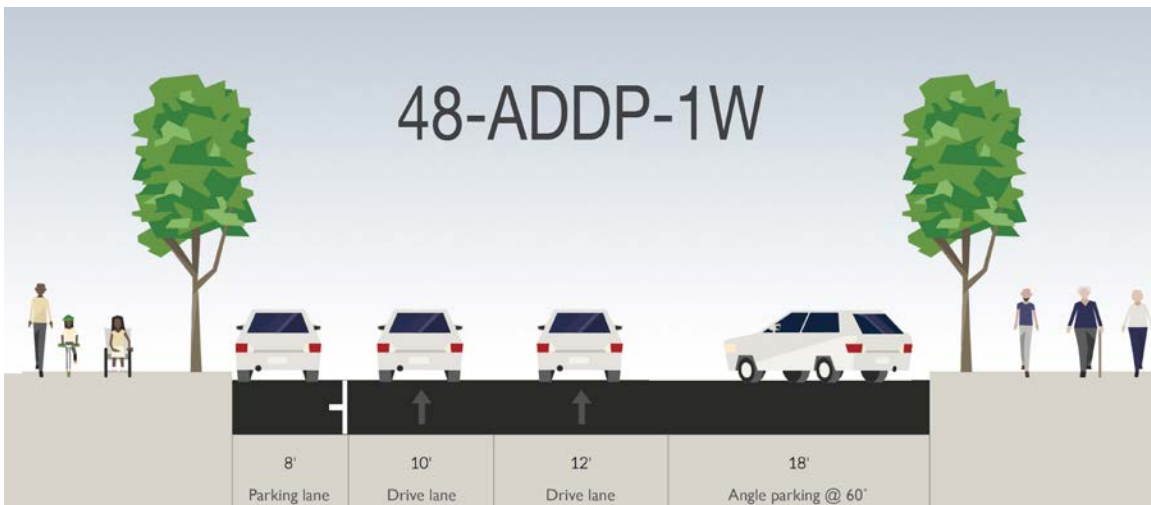 48-ADDP-1W
8' 10' 12' 18'
Parking lane Drive lane Drive lane Angle parking @ 60°